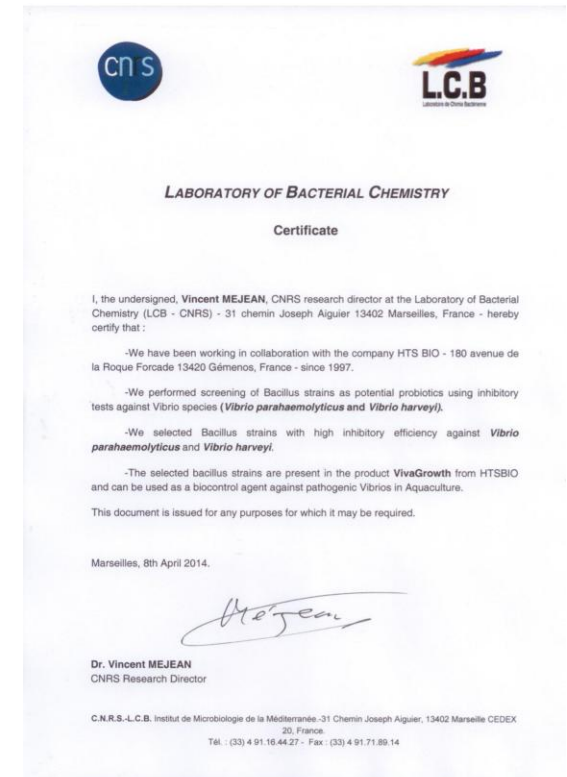 cnrs
L.C.B
Laboratoire de Chimie Bactérienne
LABORATORY OF BACTERIAL CHEMISTRY
Certificate
I, the undersigned, Vincent MEJEAN, CNRS research director at the Laboratory of Bacterial
Chemistry (LCB - CNRS) - 31 chemin Joseph Aiguier 13402 Marseilles, France - hereby
certify that :
-We have been working in collaboration with the company HTS BIO - 180 avenue de
la Roque Forcade 13420 Gémenos, France - since 1997.
-We performed screening of Bacillus strains as potential probiotics using inhibitory
tests against Vibrio species (Vibrio parahaemolyticus and Vibrio harveyi).
-We selected Bacillus strains with high inhibitory efficiency against Vibrio
parahaemolyticus and Vibrio harveyi.
-The selected bacillus strains are present in the product VivaGrowth from HTSBIO
and can be used as a biocontrol agent against pathogenic Vibrios in Aquaculture.
This document is issued for any purposes for which it may be required.
Marseilles, 8th April 2014.
Méjean
Dr. Vincent MEJEAN
CNRS Research Director
C.N.R.S.-L.C.B. Institut de Microbiologie de la Méditerranée.-31 Chemin Joseph Aiguier, 13402 Marseille CEDEX
20, France.
Tél. : (33) 4 91.16.44.27 - Fax : (33) 4 91.71.89.14